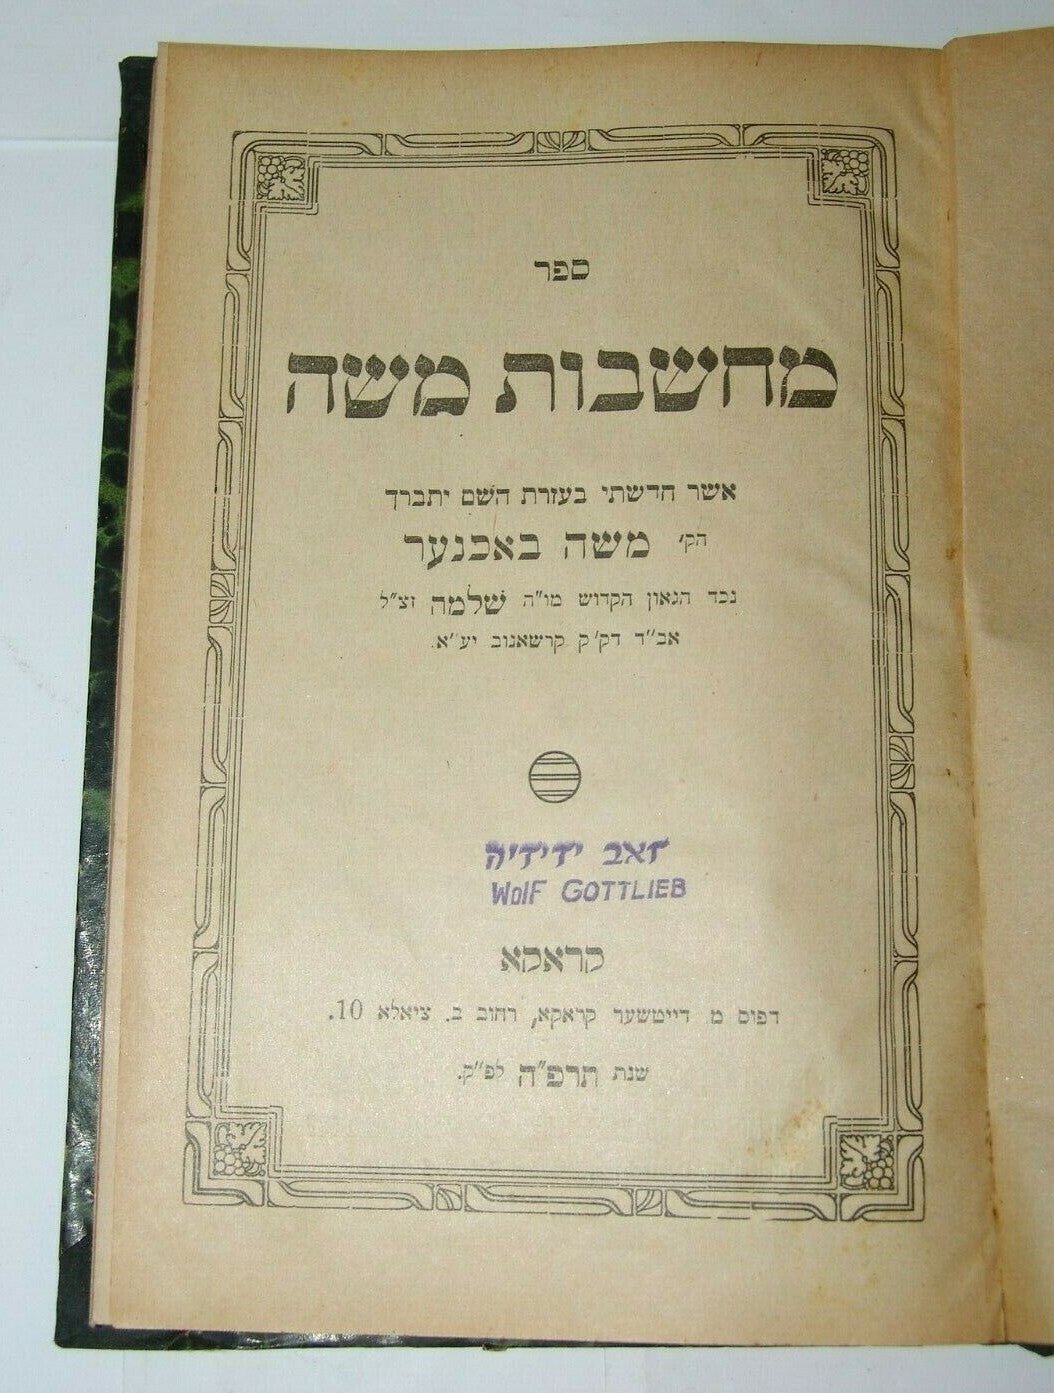 ספר
מחשבות משה
אשר חדשתי בעזרת השם יתברך
הק׳ משה באכנער
נכד הגאון הקדוש מו״ה שלמה זצ״ל
אב״ד דק״ק קרשאנוב יע״א.
זאב ידידיה
WOLF GOTTLIEB
קראקא
דפוס מ. דייטשער קראקא, רחוב ב. ציאלא 10.
שנת תרפ״ה לפ״ק.